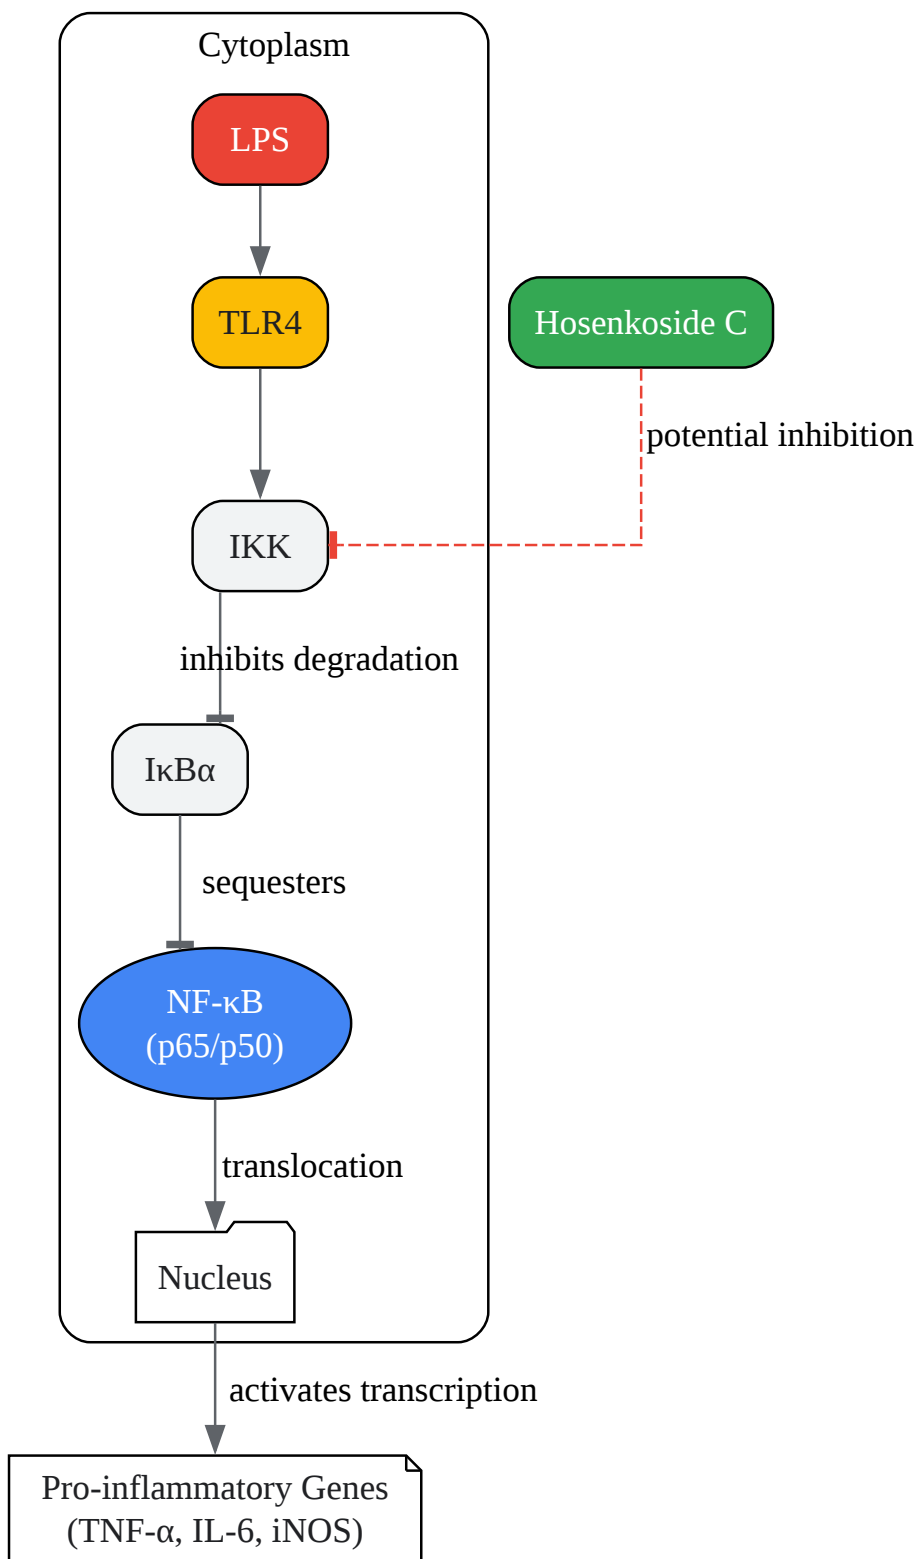 Cytoplasm
LPS
TLR4
Hosenkoside C
potential inhibition
IKK
inhibits degradation
IκBα
sequesters
NF-κB
(p65/p50)
translocation
Nucleus
activates transcription
Pro-inflammatory Genes
(TNF-α, IL-6, iNOS)